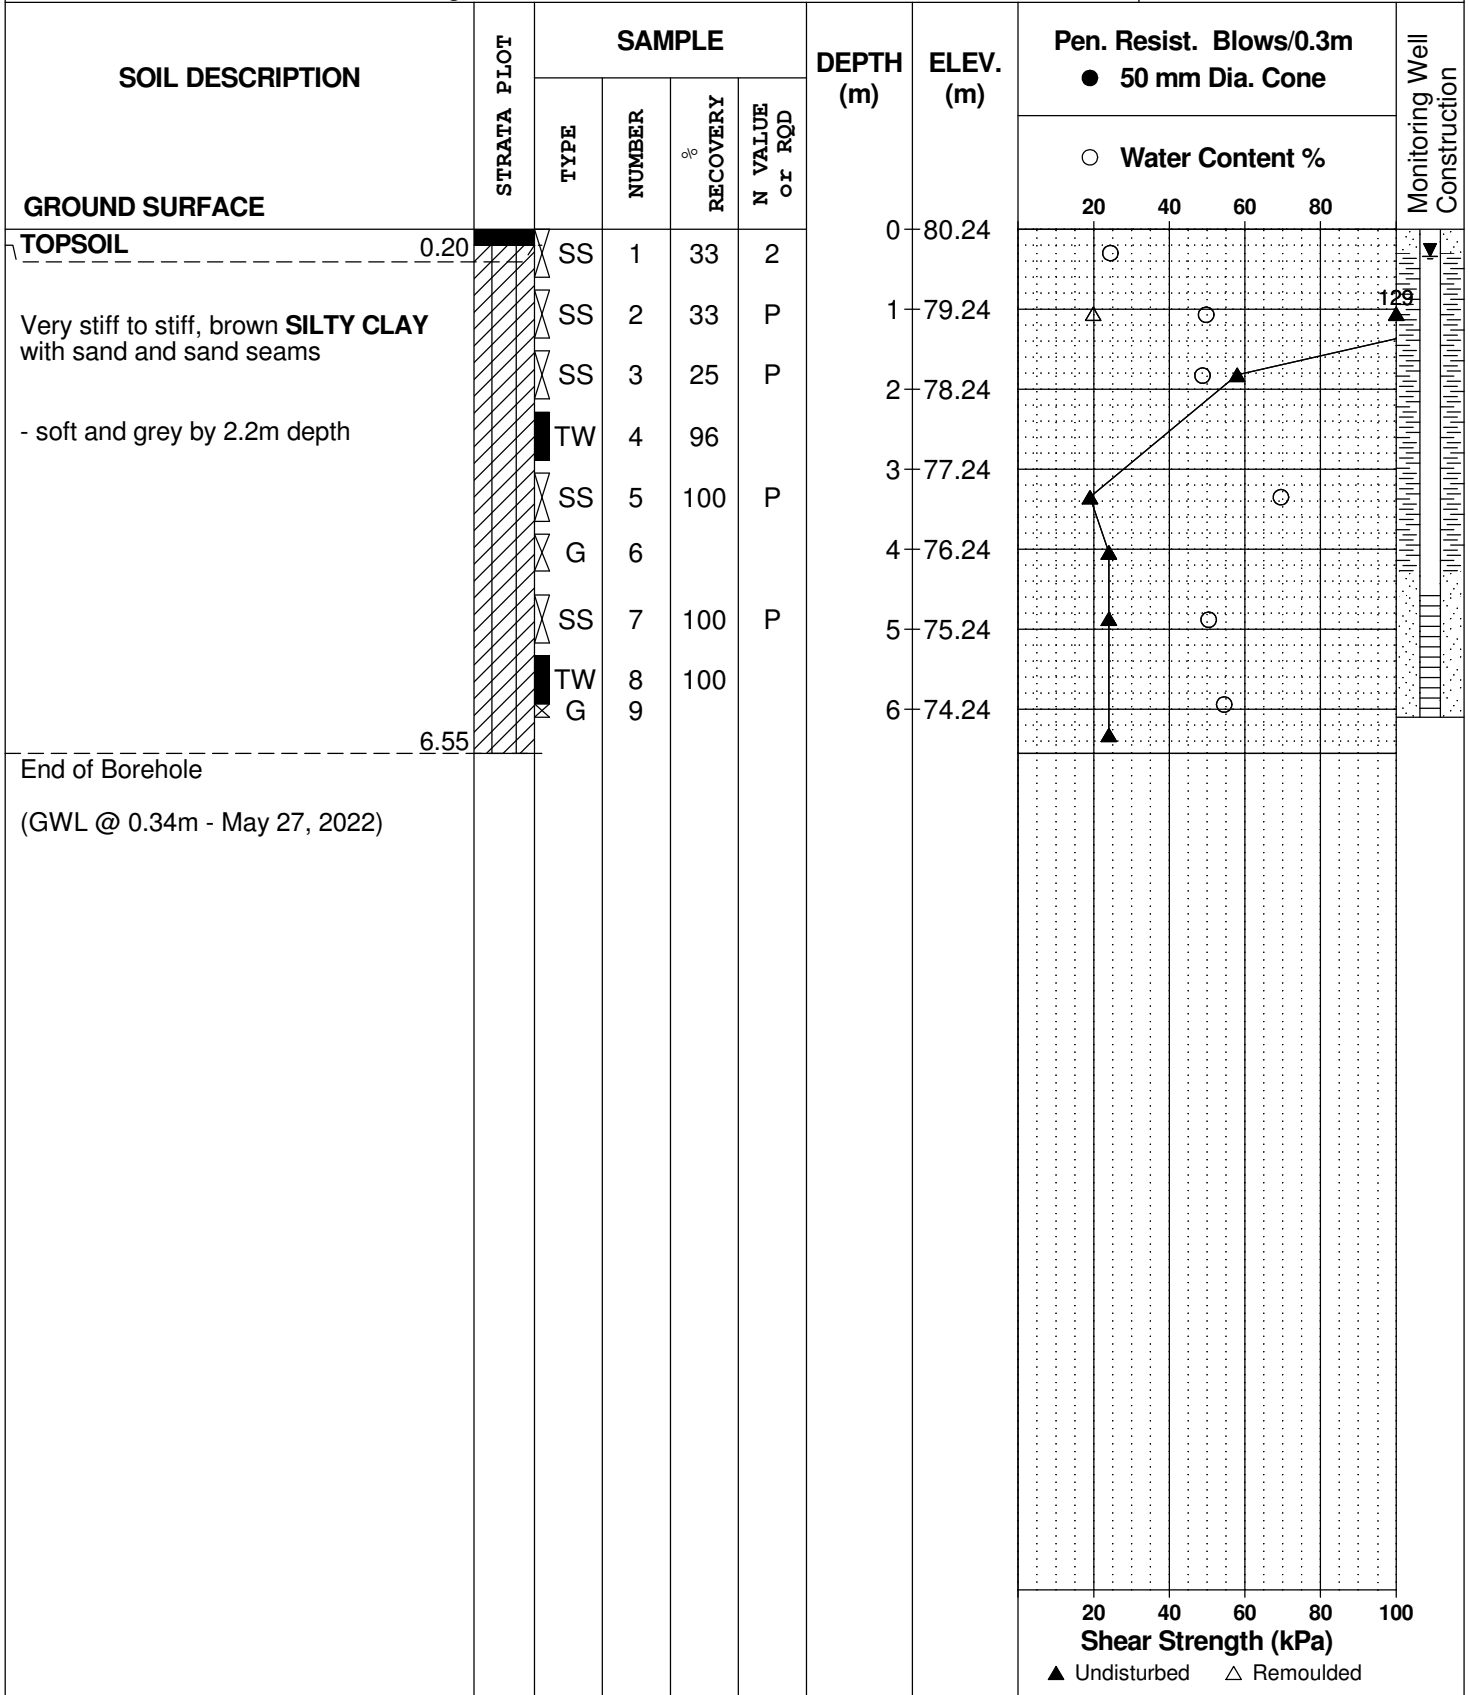 SOIL DESCRIPTION
GROUND SURFACE
STRATA PLOT
SAMPLE
TYPE
NUMBER
%
RECOVERY
N VALUE
or RQD
DEPTH
(m)
ELEV.
(m)
Pen. Resist. Blows/0.3m
● 50 mm Dia. Cone
○ Water Content %
20 40 60 80
Monitoring Well
Construction
TOPSOIL 0.20
Very stiff to stiff, brown SILTY CLAY
with sand and sand seams
- soft and grey by 2.2m depth
6.55
End of Borehole
(GWL @ 0.34m - May 27, 2022)
SS 1 33 2
SS 2 33 P
SS 3 25 P
TW 4 96
SS 5 100 P
G 6
SS 7 100 P
TW 8 100
G 9
0 80.24
1 79.24
2 78.24
3 77.24
4 76.24
5 75.24
6 74.24
129
20 40 60 80 100
Shear Strength (kPa)
▲ Undisturbed △ Remoulded